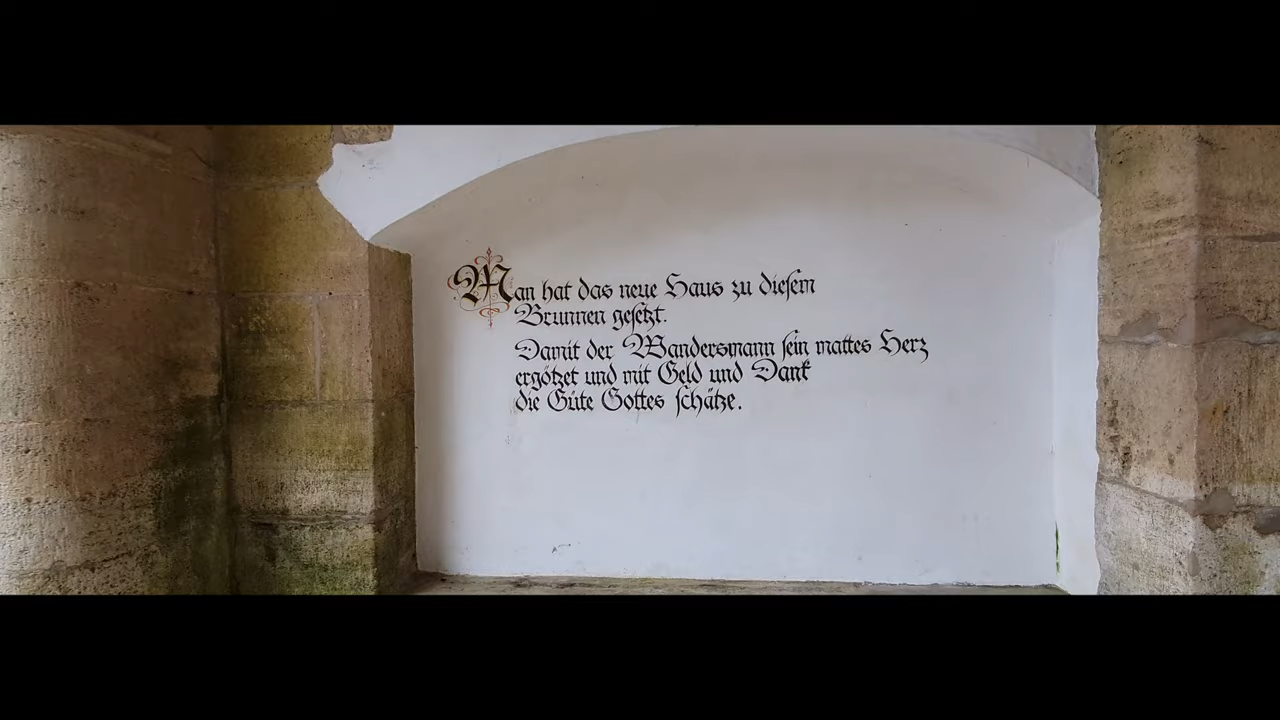 Man hat das neue Haus zu diesem
Brunnen gesetzt.
Damit der Wandersmann sein mattes Herz
ergötzet und mit Geld und Dank
die Güte Gottes schätze.